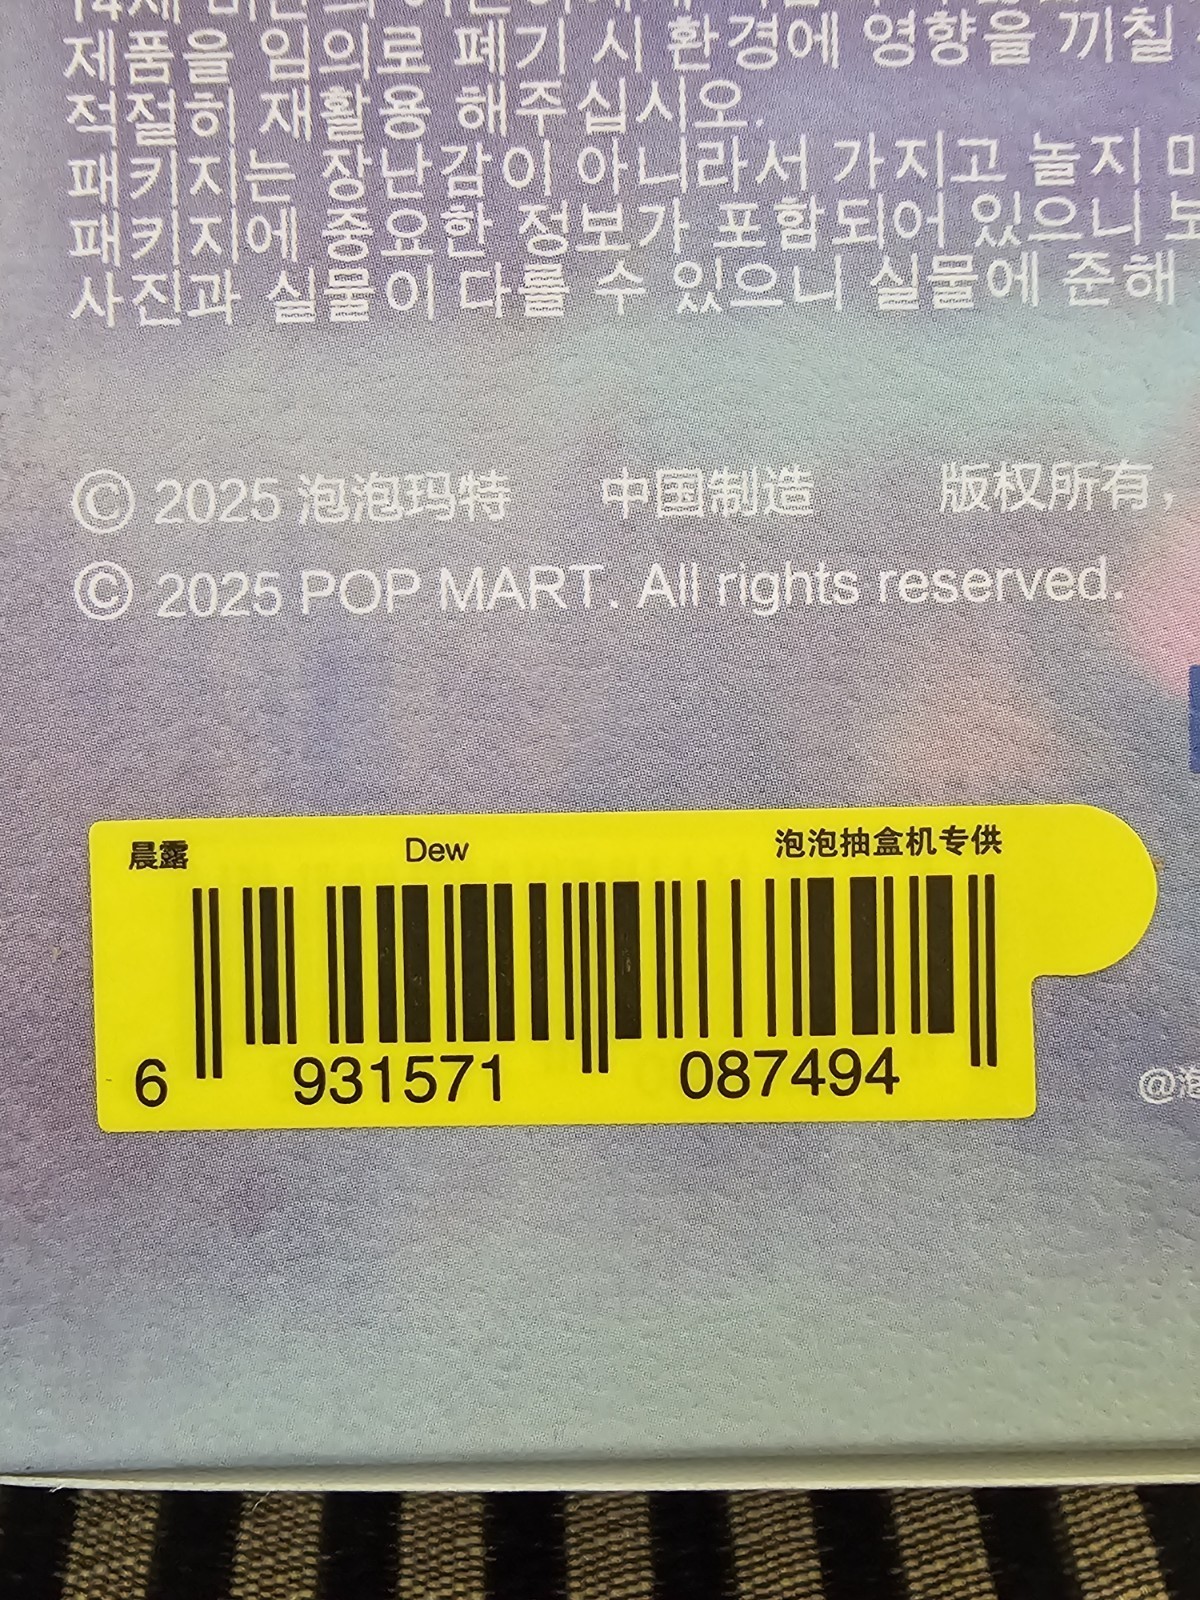 제품을 임의로 폐기 시 환경에 영향을 끼칠
적절히 재활용 해주십시오.
패키지는 장난감이 아니라서 가지고 놀지
패키지에 중요한 정보가 포함되어 있으니
사진과 실물이 다를 수 있으니 실물에 준해
© 2025 泡泡玛特 中国制造 版权所有，
© 2025 POP MART. All rights reserved.
晨露 Dew 泡泡抽盒机专供
6 931571 087494
@泡